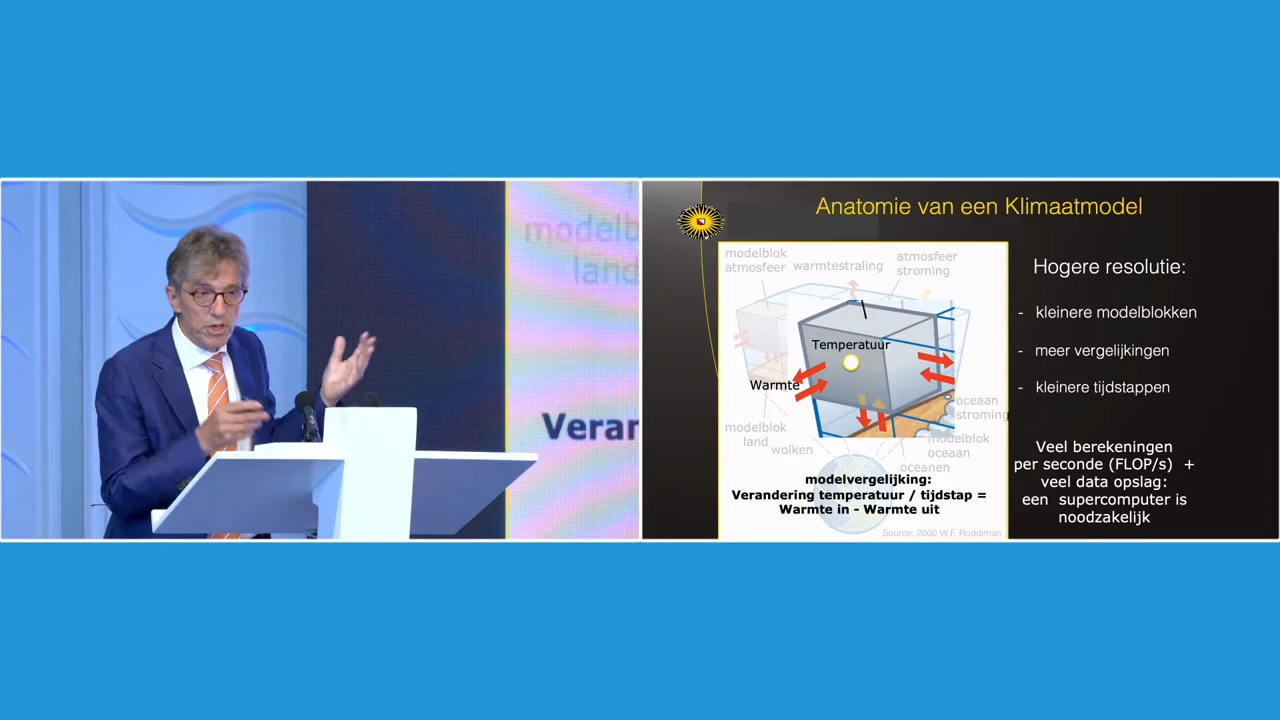 modelb
land
Veran
Anatomie van een Klimaatmodel
modelblok
atmosfeer
warmtestraling
atmosfeer
stroming
Temperatuur
Warmte
oceaan
stroming
modelblok
land
wolken
modelblok
oceaan
oceanen
modelvergelijking:
Verandering temperatuur / tijdstap =
Warmte in - Warmte uit
Source: 2000 W.F. Ruddiman
Hogere resolutie:
- kleinere modelblokken
- meer vergelijkingen
- kleinere tijdstappen
Veel berekeningen
per seconde (FLOP/s) +
veel data opslag:
een supercomputer is
noodzakelijk